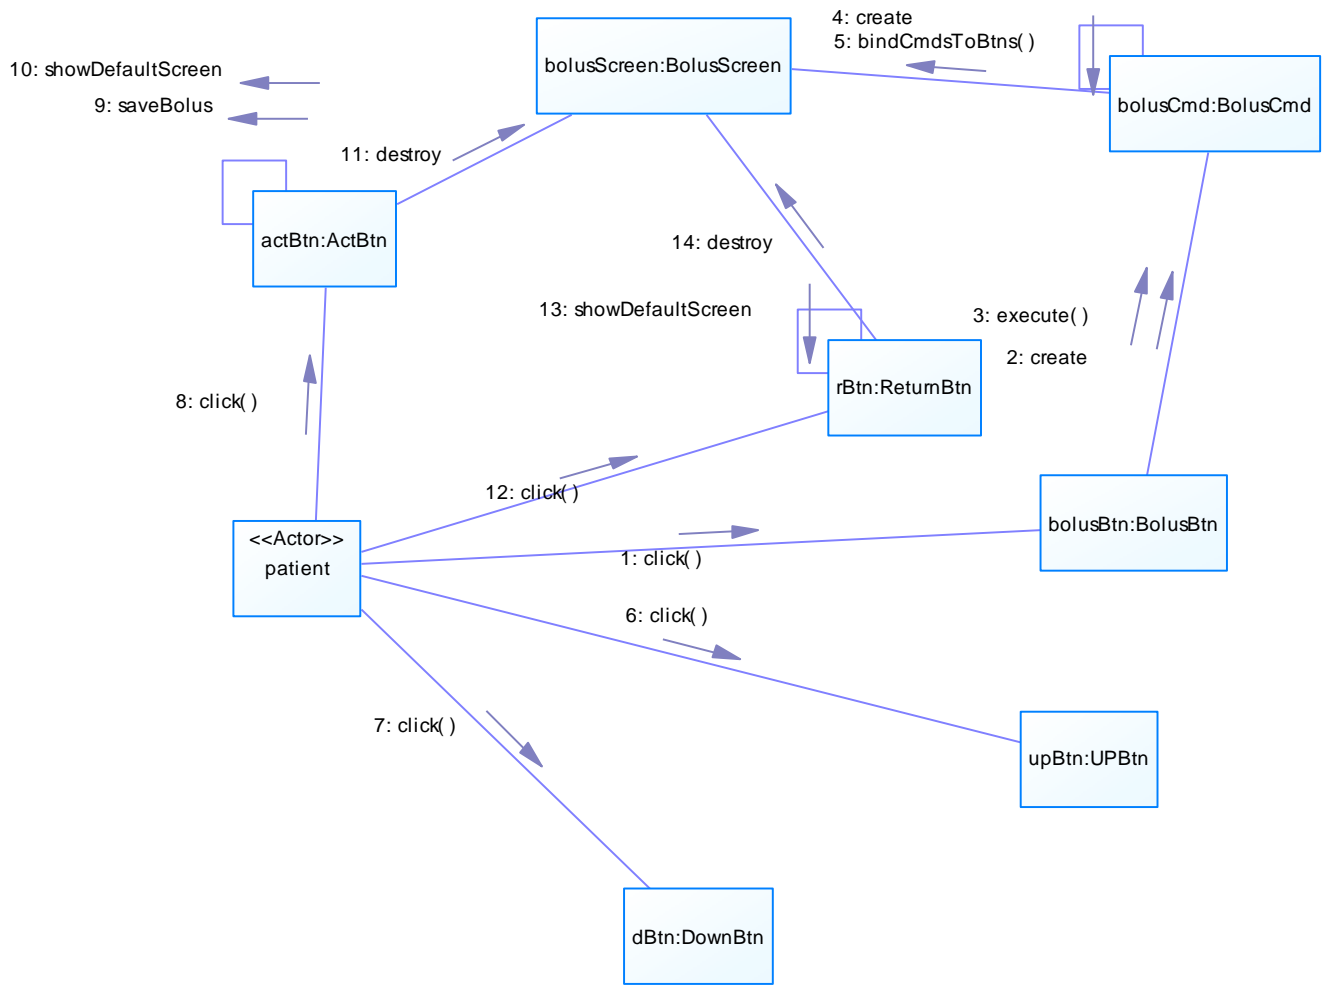 4: create
5: bindCmdsToBtns( )
bolusScreen:BolusScreen
10: showDefaultScreen
9: saveBolus
bolusCmd:BolusCmd
11: destroy
actBtn:ActBtn
14: destroy
13: showDefaultScreen
3: execute( )
2: create
rBtn:ReturnBtn
8: click( )
12: click( )
bolusBtn:BolusBtn
<<Actor>>
patient
1: click( )
6: click( )
7: click( )
upBtn:UPBtn
dBtn:DownBtn